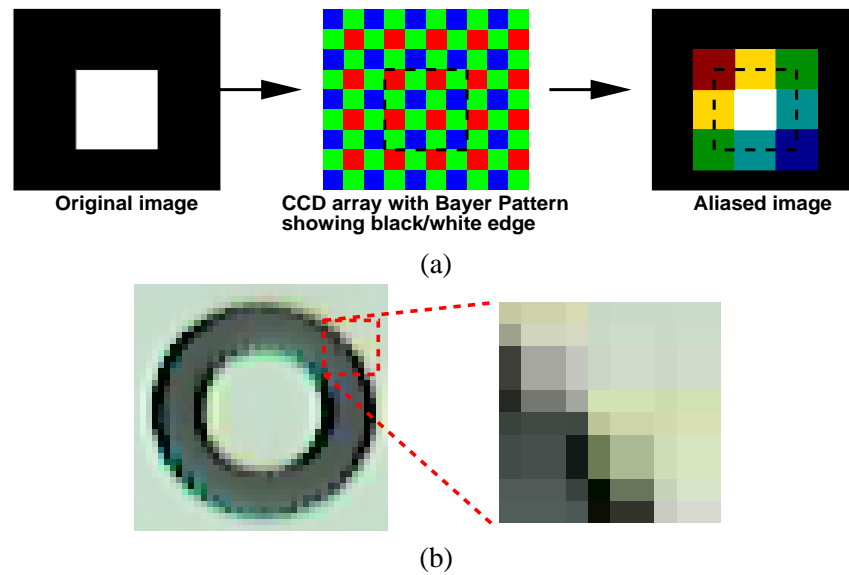 Original image
CCD array with Bayer Pattern
showing black/white edge
Aliased image
(a)
(b)